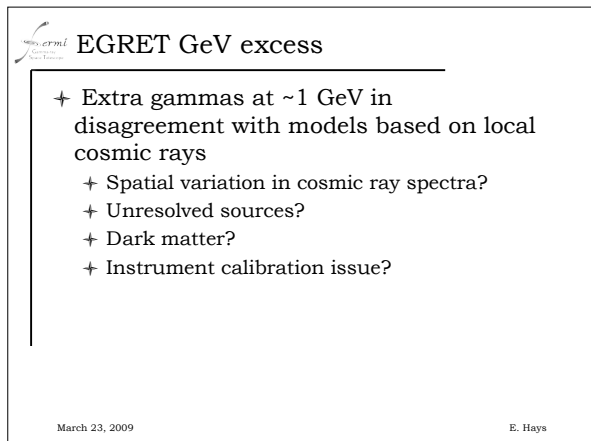 EGRET GeV excess
Extra gammas at ~1 GeV in
disagreement with models based on local
cosmic rays
Spatial variation in cosmic ray spectra?
Unresolved sources?
Dark matter?
Instrument calibration issue?
March 23, 2009
E. Hays